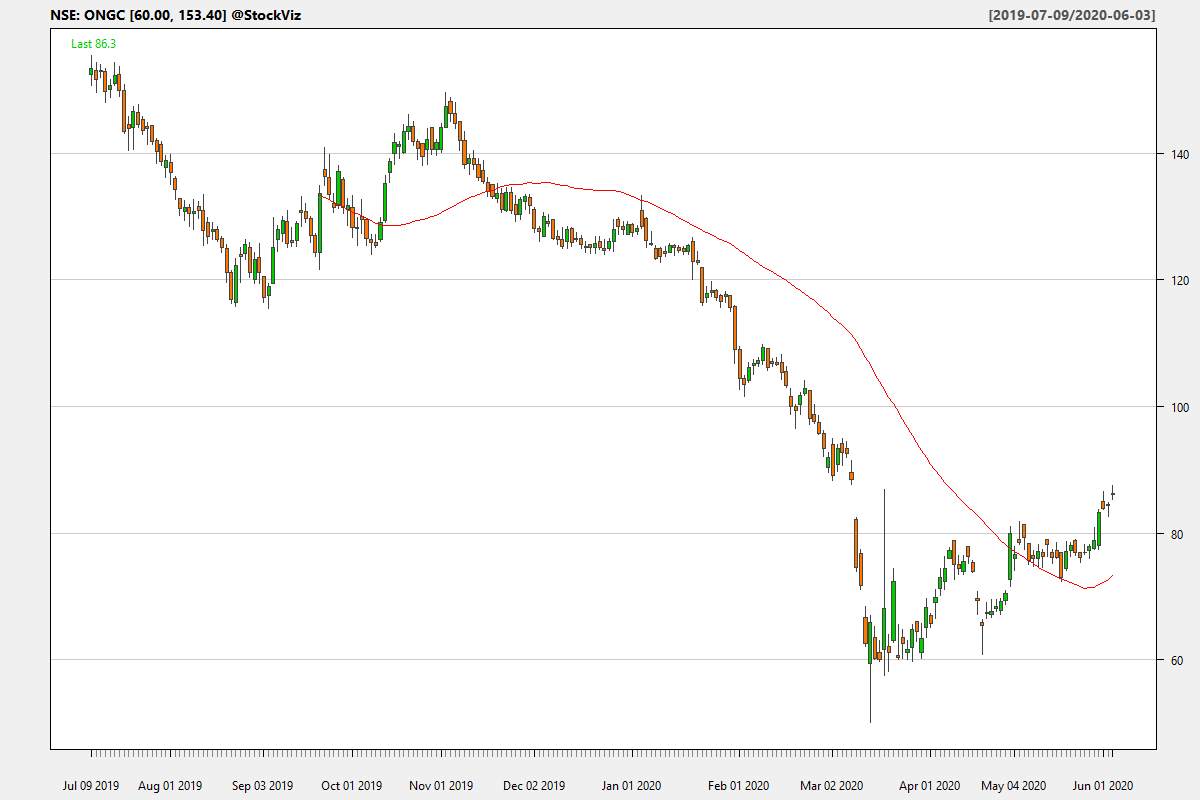 NSE: ONGC [60.00, 153.40] @StockViz [2019-07-09/2020-06-03]
Last 86.3
140
120
100
80
60
Jul 09 2019 Aug 01 2019 Sep 03 2019 Oct 01 2019 Nov 01 2019 Dec 02 2019 Jan 01 2020 Feb 01 2020 Mar 02 2020 Apr 01 2020 May 04 2020 Jun 01 2020